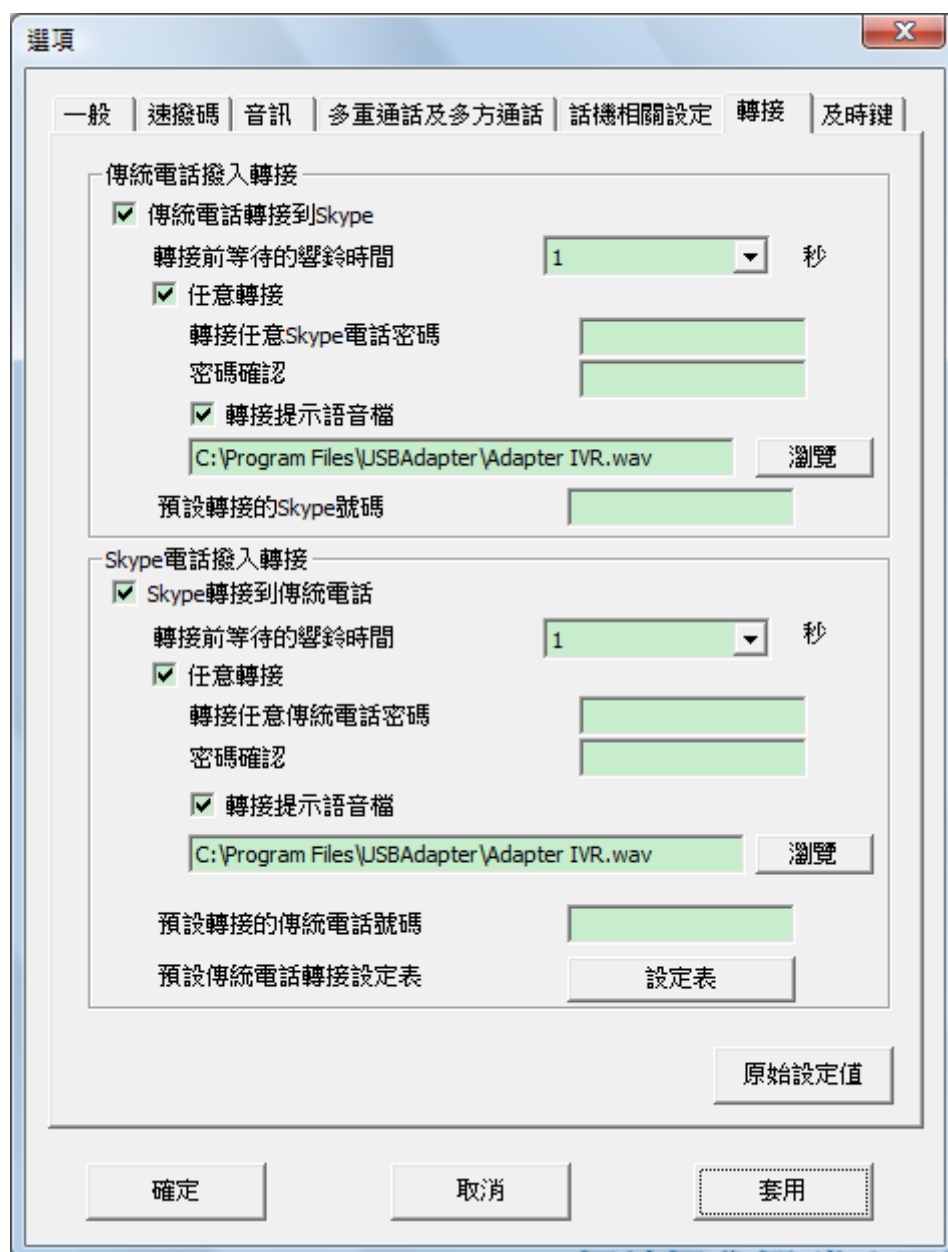 選項
一般 速撥碼 音訊 多重通話及多方通話 話機相關設定 轉接 及時鍵
傳統電話撥入轉接
傳統電話轉接到Skype
轉接前等待的響鈴時間 1 秒
任意轉接
轉接任意Skype電話密碼
密碼確認
轉接提示語音檔
C:\Program Files\USBAdapter\Adapter IVR.wav 瀏覽
預設轉接的Skype號碼
Skype電話撥入轉接
Skype轉接到傳統電話
轉接前等待的響鈴時間 1 秒
任意轉接
轉接任意傳統電話密碼
密碼確認
轉接提示語音檔
C:\Program Files\USBAdapter\Adapter IVR.wav 瀏覽
預設轉接的傳統電話號碼
預設傳統電話轉接設定表 設定表
原始設定值
確定 取消 套用